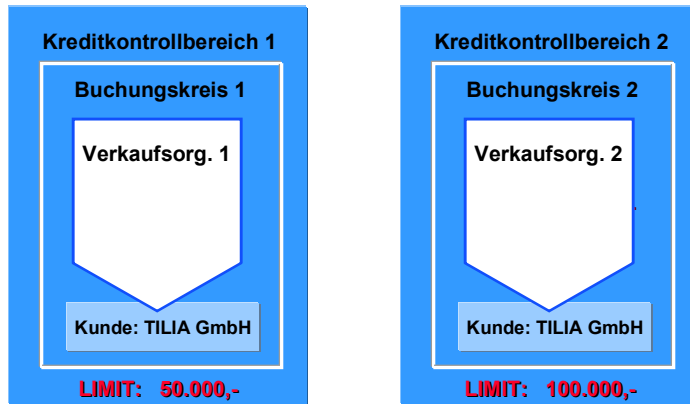 Kreditkontrollbereich 1
Buchungskreis 1
Verkaufsorg. 1
Kunde: TILIA GmbH
LIMIT: 50.000,-
Kreditkontrollbereich 2
Buchungskreis 2
Verkaufsorg. 2
Kunde: TILIA GmbH
LIMIT: 100.000,-